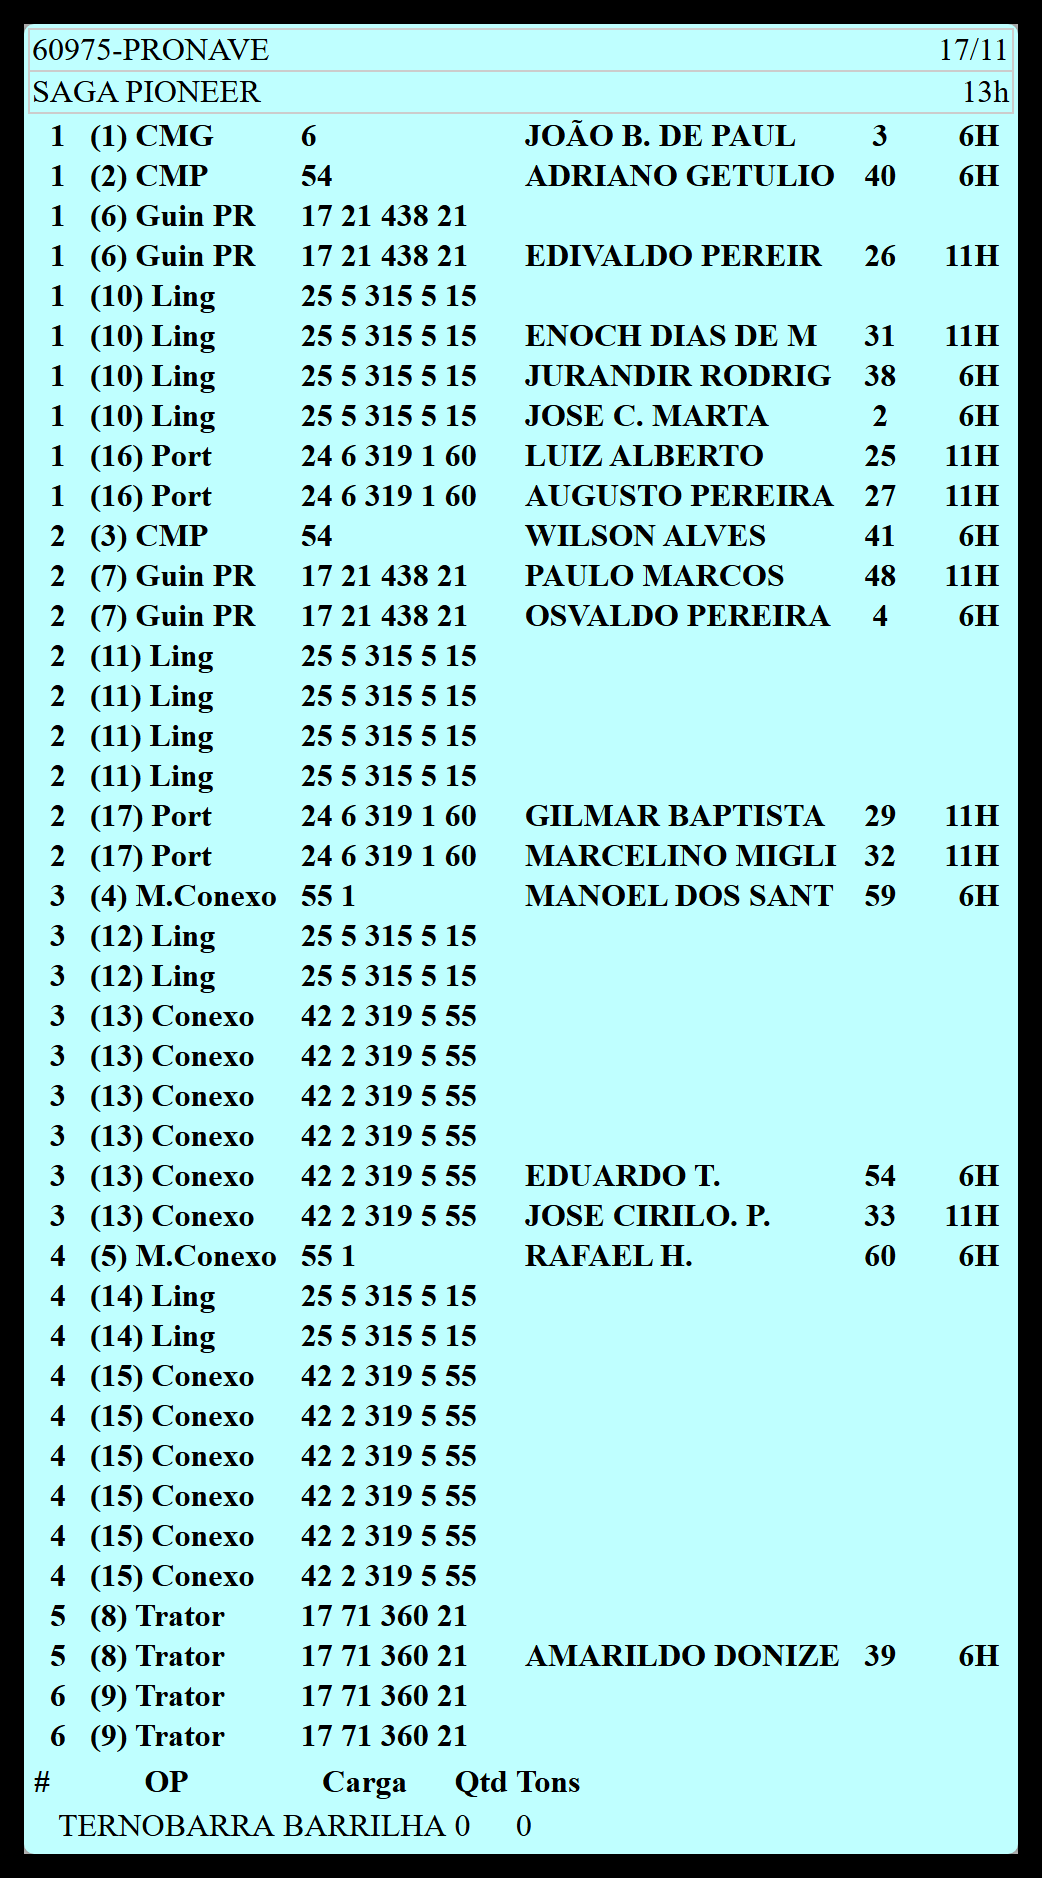 60975-PRONAVE 17/11
SAGA PIONEER 13h
1 (1) CMG 6 JOÃO B. DE PAUL 3 6H
1 (2) CMP 54 ADRIANO GETULIO 40 6H
1 (6) Guin PR 17 21 438 21
1 (6) Guin PR 17 21 438 21 EDIVALDO PEREIR 26 11H
1 (10) Ling 25 5 315 5 15
1 (10) Ling 25 5 315 5 15 ENOCH DIAS DE M 31 11H
1 (10) Ling 25 5 315 5 15 JURANDIR RODRIG 38 6H
1 (10) Ling 25 5 315 5 15 JOSE C. MARTA 2 6H
1 (16) Port 24 6 319 1 60 LUIZ ALBERTO 25 11H
1 (16) Port 24 6 319 1 60 AUGUSTO PEREIRA 27 11H
2 (3) CMP 54 WILSON ALVES 41 6H
2 (7) Guin PR 17 21 438 21 PAULO MARCOS 48 11H
2 (7) Guin PR 17 21 438 21 OSVALDO PEREIRA 4 6H
2 (11) Ling 25 5 315 5 15
2 (11) Ling 25 5 315 5 15
2 (11) Ling 25 5 315 5 15
2 (11) Ling 25 5 315 5 15
2 (17) Port 24 6 319 1 60 GILMAR BAPTISTA 29 11H
2 (17) Port 24 6 319 1 60 MARCELINO MIGLI 32 11H
3 (4) M.Conexo 55 1 MANOEL DOS SANT 59 6H
3 (12) Ling 25 5 315 5 15
3 (12) Ling 25 5 315 5 15
3 (13) Conexo 42 2 319 5 55
3 (13) Conexo 42 2 319 5 55
3 (13) Conexo 42 2 319 5 55
3 (13) Conexo 42 2 319 5 55
3 (13) Conexo 42 2 319 5 55 EDUARDO T. 54 6H
3 (13) Conexo 42 2 319 5 55 JOSE CIRILO. P. 33 11H
4 (5) M.Conexo 55 1 RAFAEL H. 60 6H
4 (14) Ling 25 5 315 5 15
4 (14) Ling 25 5 315 5 15
4 (15) Conexo 42 2 319 5 55
4 (15) Conexo 42 2 319 5 55
4 (15) Conexo 42 2 319 5 55
4 (15) Conexo 42 2 319 5 55
4 (15) Conexo 42 2 319 5 55
4 (15) Conexo 42 2 319 5 55
5 (8) Trator 17 71 360 21
5 (8) Trator 17 71 360 21 AMARILDO DONIZE 39 6H
6 (9) Trator 17 71 360 21
6 (9) Trator 17 71 360 21
# OP Carga Qtd Tons
TERNOBARRA BARRILHA 0 0